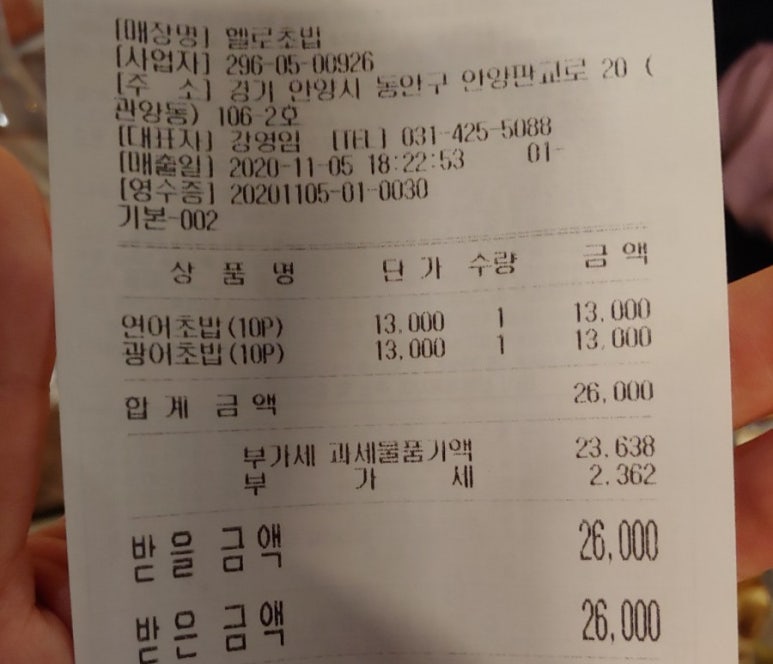 [매장명] 헬로초밥
[사업자] 296-05-00926
[주 소] 경기 안양시 동안구 안양판교로 20 (
관양동) 106-2호
[대표자] 강영임 [TEL] 031-425-5088
[매출일] 2020-11-05 18:22:53 01-
[영수증] 20201105-01-0030
기본-002
상 품 명 단 가 수량 금 액
연어초밥(10P) 13,000 1 13,000
광어초밥(10P) 13,000 1 13,000
합 계 금 액 26,000
부가세 과세물품가액 23.638
부 가 세 2.362
받 을 금 액 26,000
받 은 금 액 26,000